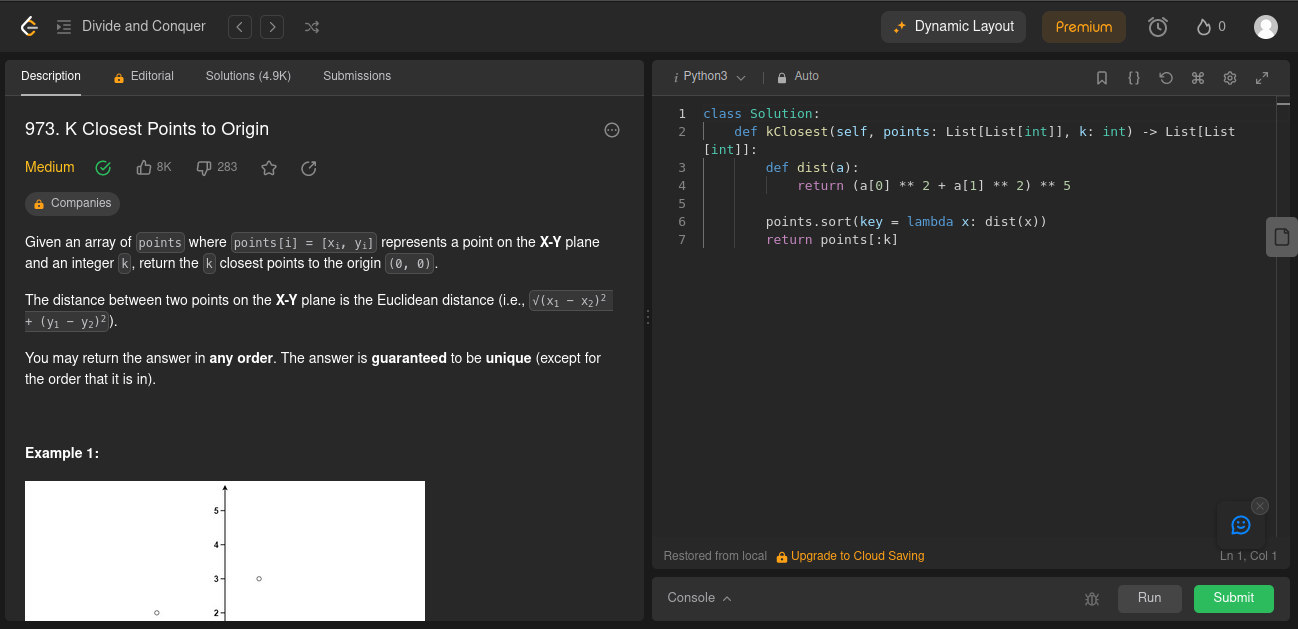 Divide and Conquer
Dynamic Layout
Premium
0
Description
Editorial
Solutions (4.9K)
Submissions
973. K Closest Points to Origin
Medium
8K
283
Companies
Given an array of points where points[i] = [xᵢ, yᵢ] represents a point on the X-Y plane
and an integer k, return the k closest points to the origin (0, 0).
The distance between two points on the X-Y plane is the Euclidean distance (i.e., √(x₁ - x₂)²
+ (y₁ - y₂)²).
You may return the answer in any order. The answer is guaranteed to be unique (except for
the order that it is in).
Example 1:
5
4
3
2
i Python3
Auto
1 class Solution:
2 def kClosest(self, points: List[List[int]], k: int) -> List[List
[int]]:
3 def dist(a):
4 return (a[0] ** 2 + a[1] ** 2) ** 5
5
6 points.sort(key = lambda x: dist(x))
7 return points[:k]
Restored from local
Upgrade to Cloud Saving
Ln 1, Col 1
Console
Run
Submit